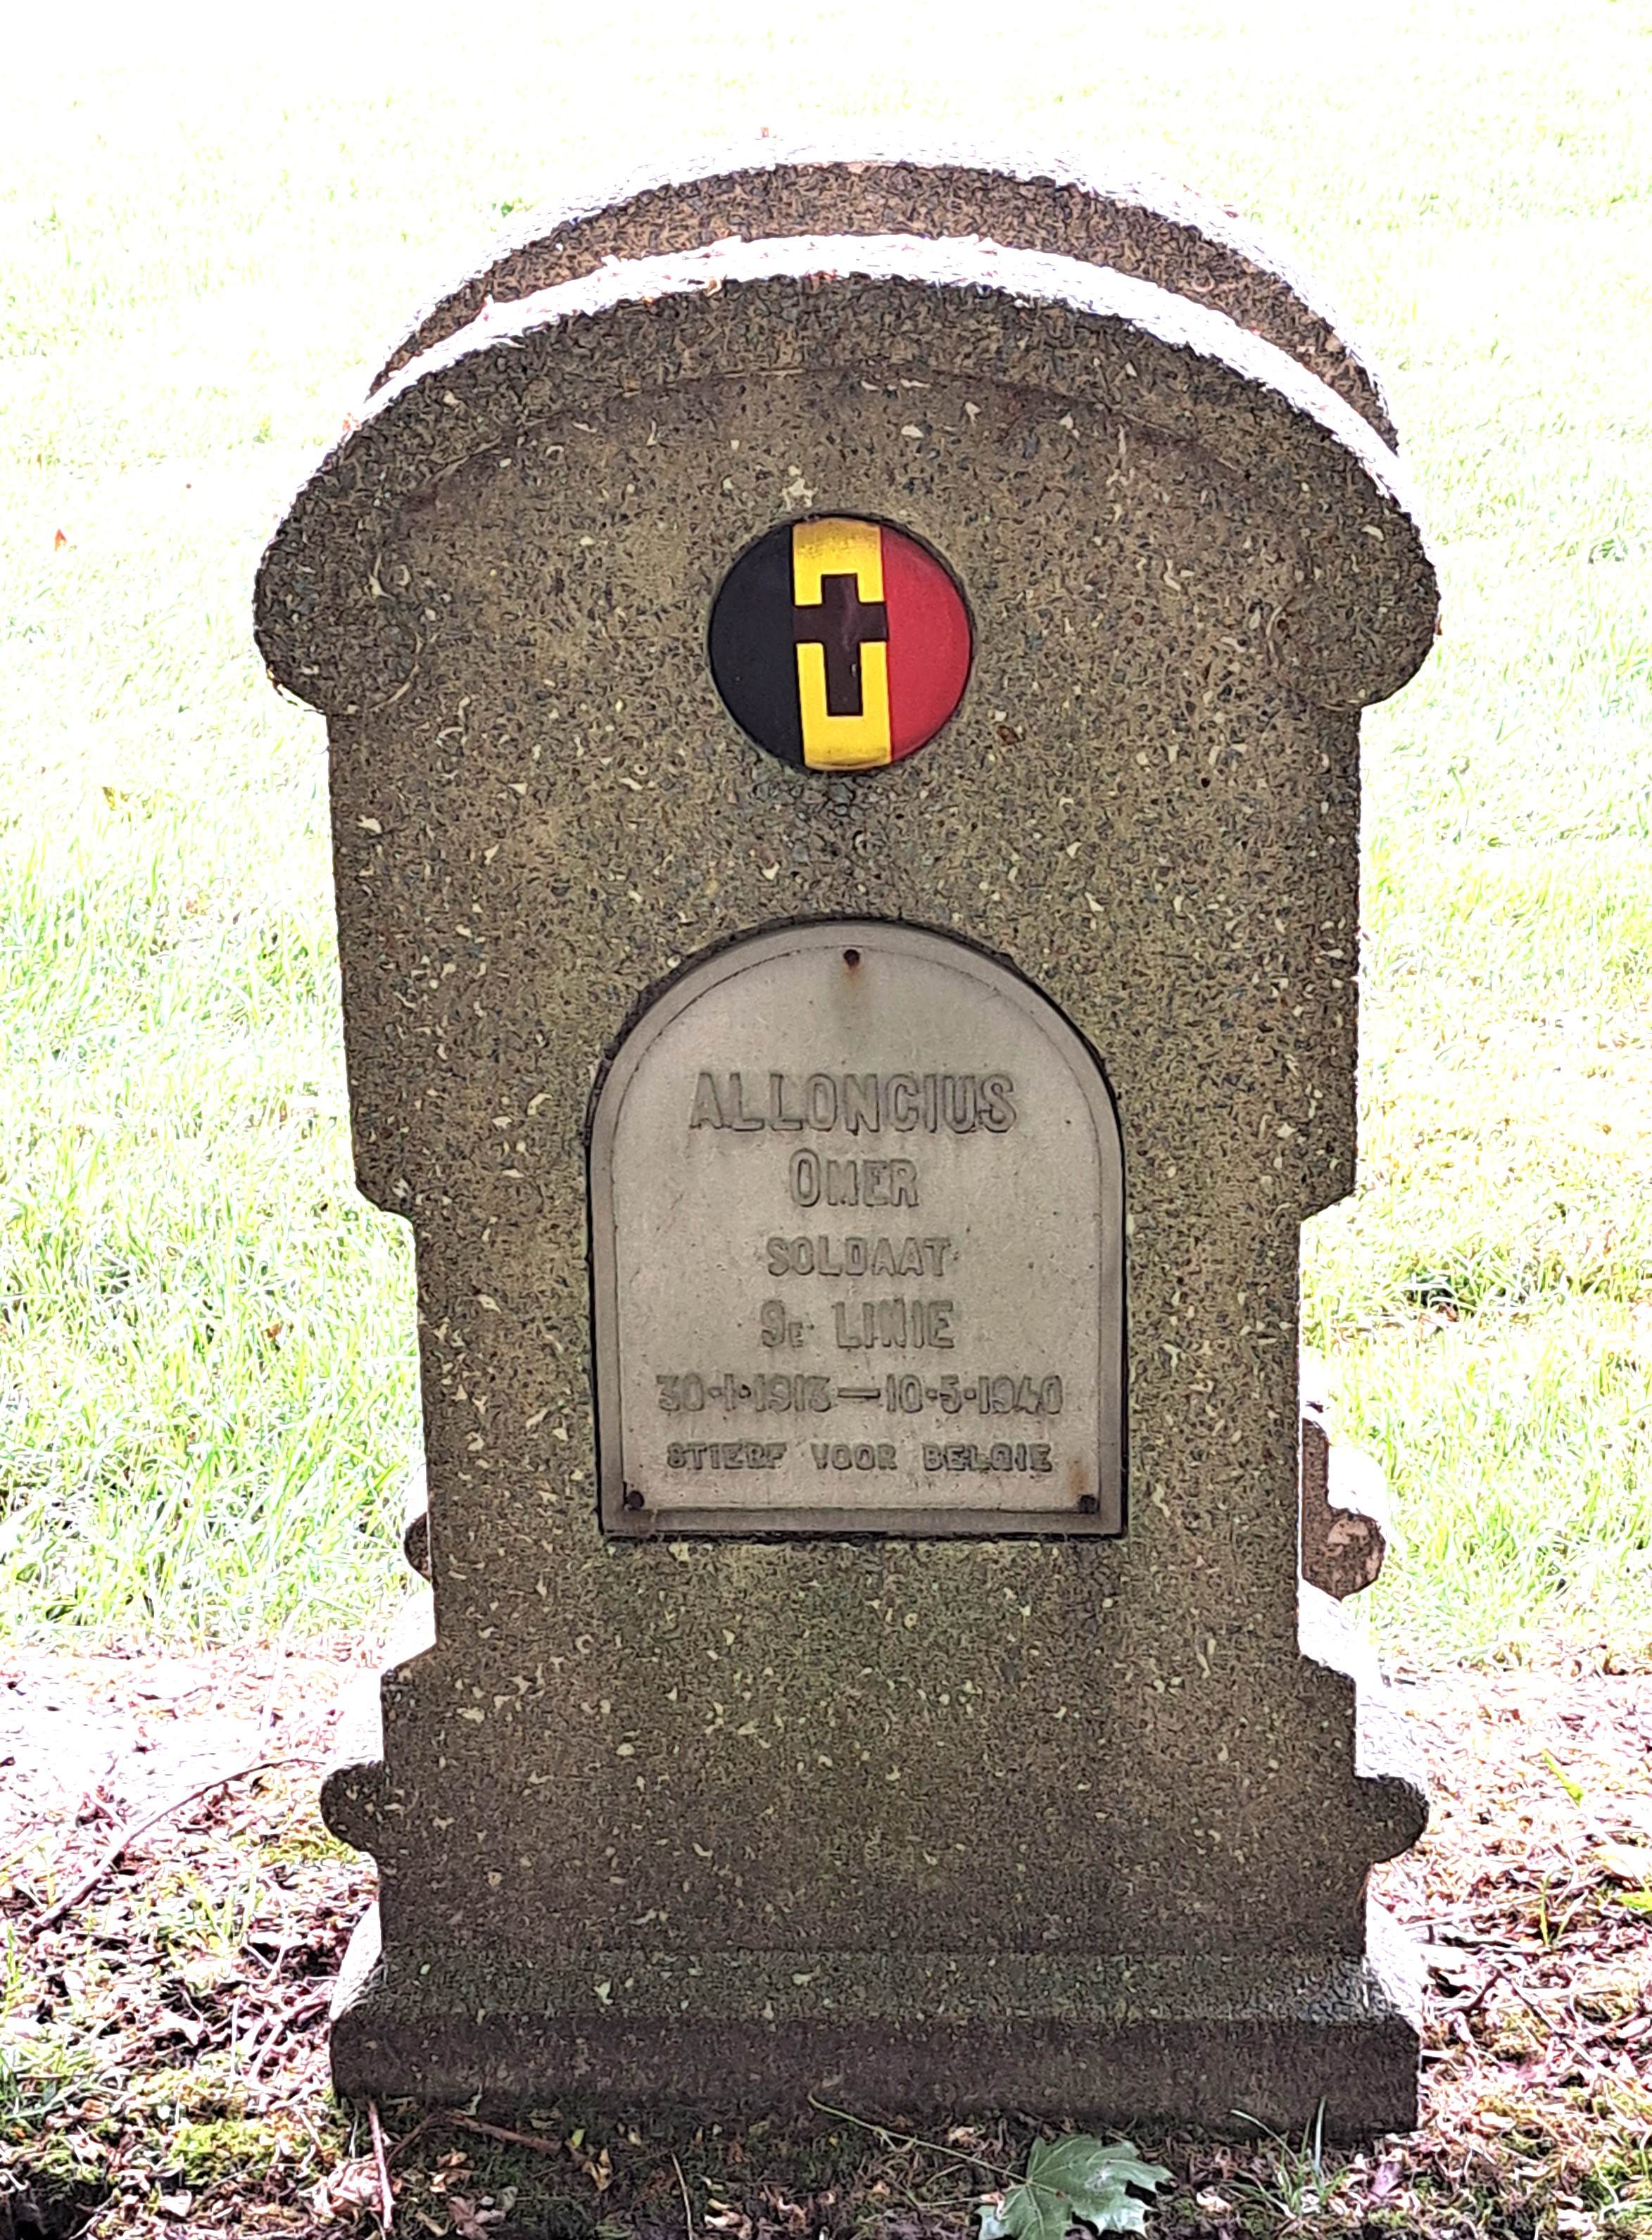 ALLONCIUS
OMER
SOLDAAT
9E LINIE
30·1·1913—10·5·1940
STIERF VOOR BELGIE